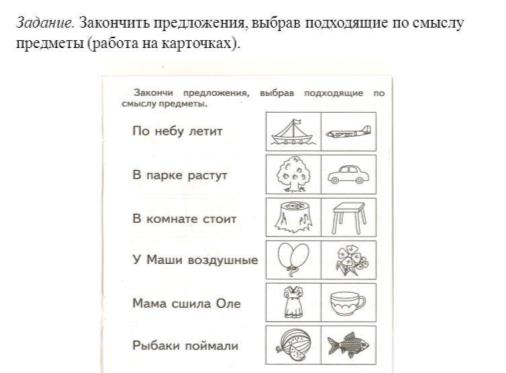 Задание. Закончить предложения, выбрав подходящие по смыслу
предметы (работа на карточках).
Закончи предложения, выбрав подходящие по
смыслу предметы.
По небу летит
В парке растут
В комнате стоит
У Маши воздушные
Мама сшила Оле
Рыбаки поймали